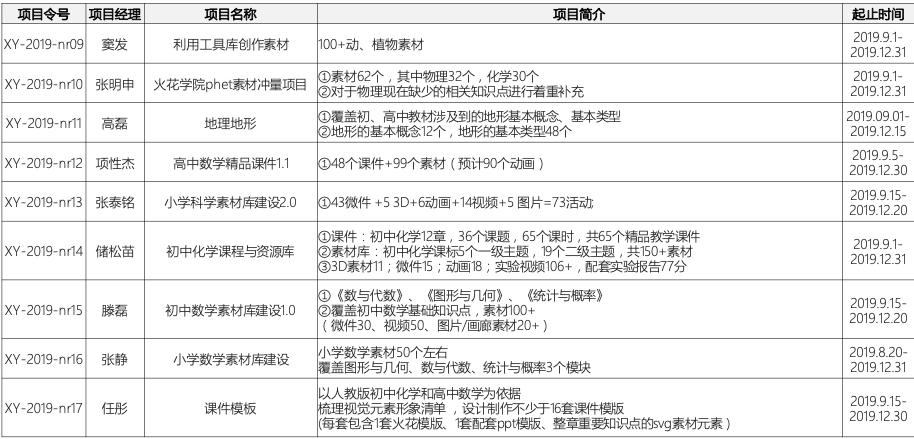 项目令号 项目经理 项目名称 项目简介 起止时间
XY-2019-nr09 窦发 利用工具库创作素材 100+动、植物素材 2019.9.1-
2019.12.31
XY-2019-nr10 张明申 火花学院phet素材冲量项目 ①素材62个，其中物理32个，化学30个 2019.9.1-
②对于物理现在缺少的相关知识点进行着重补充 2019.12.31
XY-2019-nr11 高磊 地理地形 ①覆盖初、高中教材涉及到的地形基本概念、基本类型 2019.09.01-
②地形的基本概念12个，地形的基本类型48个 2019.12.15
XY-2019-nr12 项性杰 高中数学精品课件1.1 ①48个课件+99个素材（预计90个动画） 2019.9.5-
2019.12.30
XY-2019-nr13 张泰铭 小学科学素材库建设2.0 ①43微件 +5 3D+6动画+14视频+5 图片=73活动; 2019.9.15-
2019.12.20
XY-2019-nr14 储松苗 初中化学课程与资源库 ①课件：初中化学12章，36个课题，65个课时，共65个精品教学课件 2019.9.1-
②素材库：初中化学课标5个一级主题，19个二级主题，共150+素材 2019.12.31
③3D素材11；微件15；动画18；实验视频106+，配套实验报告77分
XY-2019-nr15 滕磊 初中数学素材库建设1.0 ①《数与代数》、《图形与几何》、《统计与概率》 2019.9.15-
②覆盖初中数学基础知识点，素材100+ 2019.12.20
（微件30、视频50、图片/画廊素材20+）
XY-2019-nr16 张静 小学数学素材库建设 小学数学素材50个左右 2019.8.20-
覆盖图形与几何、数与代数、统计与概率3个模块 2019.12.31
XY-2019-nr17 任彤 课件模板 以人教版初中化学和高中数学为依据 2019.9.15-
梳理视觉元素形象清单 ，设计制作不少于16套课件模版 2019.12.30
(每套包含1套火花模版、1套配套ppt模版、整章重要知识点的svg素材元素）